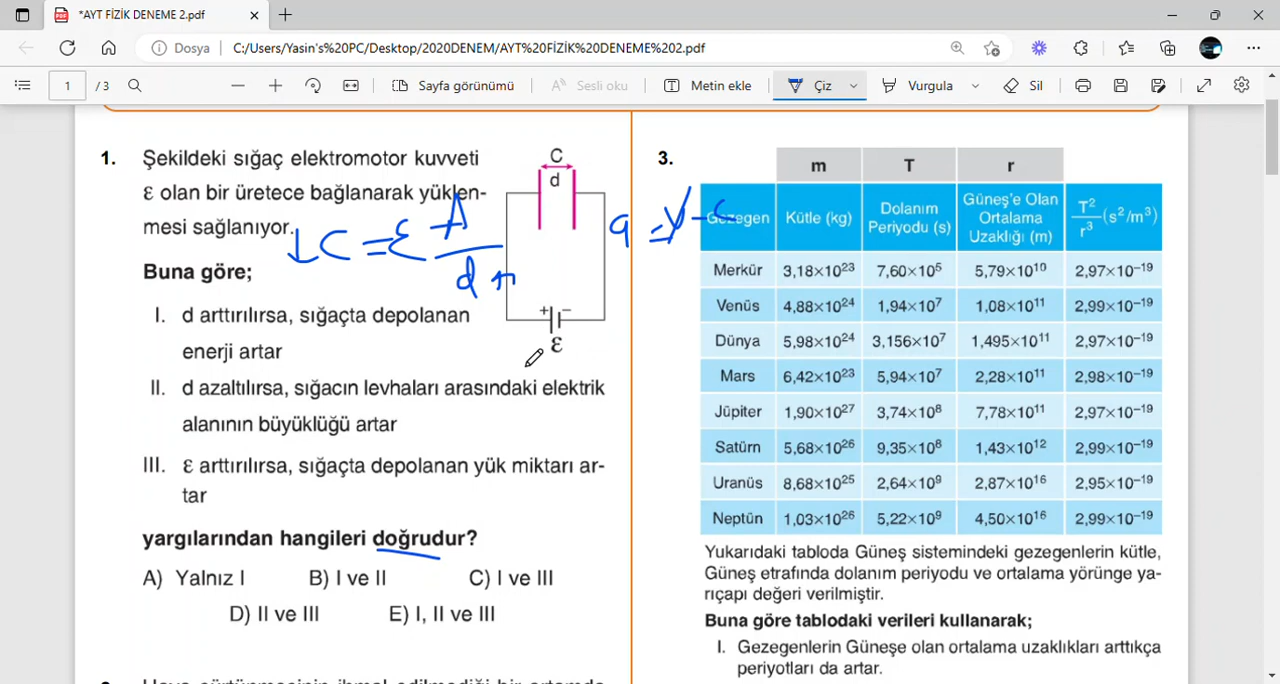 *AYT FİZİK DENEME 2.pdf
Dosya
C:/Users/Yasin's%20PC/Desktop/2020DENEM/AYT%20FİZİK%20DENEME%202.pdf
1 / 3
Sayfa görünümü
Sesli oku
Metin ekle
Çiz
Vurgula
Sil
1. Şekildeki sığaç elektromotor kuvveti
ε olan bir üretece bağlanarak yüklen-
mesi sağlanıyor.
C
d
+ −
ε
↓C = ε A
d ↑
q = V - C
Buna göre;
I. d arttırılırsa, sığaçta depolanan
enerji artar
II. d azaltılırsa, sığacın levhaları arasındaki elektrik
alanının büyüklüğü artar
III. ε arttırılırsa, sığaçta depolanan yük miktarı ar-
tar
yargılarından hangileri doğrudur?
A) Yalnız I B) I ve II C) I ve III
D) II ve III E) I, II ve III
3.
m T r
Gezegen Kütle (kg) Dolanım Periyodu (s) Güneş'e Olan Ortalama Uzaklığı (m) T²/r³ (s²/m³)
Merkür 3,18×10²³ 7,60×10⁵ 5,79×10¹⁰ 2,97×10⁻¹⁹
Venüs 4,88×10²⁴ 1,94×10⁷ 1,08×10¹¹ 2,99×10⁻¹⁹
Dünya 5,98×10²⁴ 3,156×10⁷ 1,495×10¹¹ 2,97×10⁻¹⁹
Mars 6,42×10²³ 5,94×10⁷ 2,28×10¹¹ 2,98×10⁻¹⁹
Jüpiter 1,90×10²⁷ 3,74×10⁸ 7,78×10¹¹ 2,97×10⁻¹⁹
Satürn 5,68×10²⁶ 9,35×10⁸ 1,43×10¹² 2,99×10⁻¹⁹
Uranüs 8,68×10²⁵ 2,64×10⁹ 2,87×10¹⁶ 2,95×10⁻¹⁹
Neptün 1,03×10²⁶ 5,22×10⁹ 4,50×10¹⁶ 2,99×10⁻¹⁹
Yukarıdaki tabloda Güneş sistemindeki gezegenlerin kütle,
Güneş etrafında dolanım periyodu ve ortalama yörünge ya-
rıçapı değeri verilmiştir.
Buna göre tablodaki verileri kullanarak;
I. Gezegenlerin Güneşe olan ortalama uzaklıkları arttıkça
periyotları da artar.